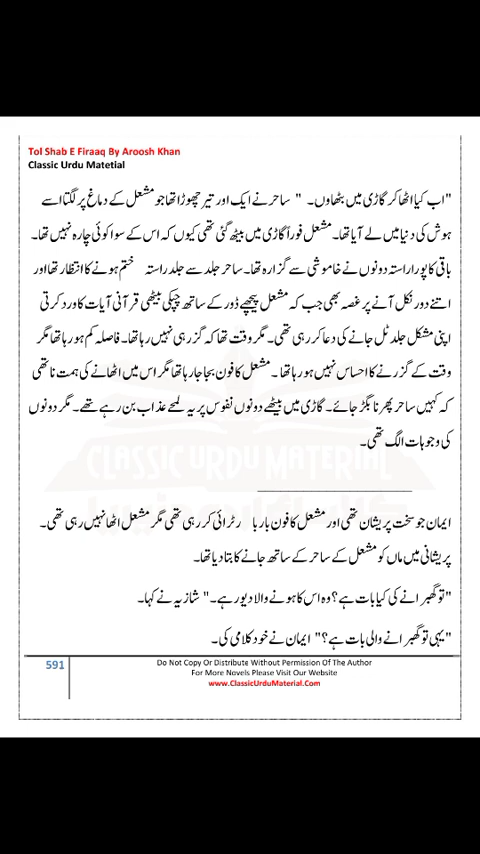 Tol Shab E Firaaq By Aroosh Khan
Classic Urdu Matetial
"اب کیا اٹھا کر گاڑی میں بٹھاوں۔ " ساحر نے ایک اور تیر چھوڑا تھا جو مشعل کے دماغ پر لگتا اسے
ہوش کی دنیا میں لے آیا تھا۔ مشعل فوراً گاڑی میں بیٹھ گئی تھی کیوں کہ اس کے سوا کوئی چارہ نہیں تھا۔
باقی کا پورا راستہ دونوں نے خاموشی سے گزارہ تھا۔ ساحر جلد سے جلد راستہ ختم ہونے کا انتظار تھا اور
اتنے دور نکل آنے پر غصہ بھی جب کہ مشعل پیچھے ڈور کے ساتھ چپکی بیٹھی قرآنی آیات کا ورد کرتی
اپنی مشکل جلد ٹل جانے کی دعا کر رہی تھی۔ مگر وقت تھا کہ گزر ہی نہیں رہا تھا۔ فاصلہ کم ہو رہا تھا مگر
وقت کے گزرنے کا احساس نہیں ہو رہا تھا۔ مشعل کا فون بجا جا رہا تھا مگر اس میں اٹھانے کی ہمت نا تھی
کہ کہیں ساحر پھر نا بگڑ جائے۔ گاڑی میں بیٹھے دونوں نفوس پر یہ لمحے عذاب بن رہے تھے۔ مگر دونوں
کی وجوہات الگ تھی۔
ایمان جو سخت پریشان تھی اور مشعل کا فون بار با رٹرائی کر رہی تھی مگر مشعل اٹھا نہیں رہی تھی۔
پریشانی میں ماں کو مشعل کے ساحر کے ساتھ جانے کا بتا دیا تھا۔
"تو گھبرانے کی کیا بات ہے؟ وہ اس کا ہونے والا دیور ہے۔" شازیہ نے کہا۔
"یہی تو گھبرانے والی بات ہے؟" ایمان نے خود کلامی کی۔
591
Do Not Copy Or Distribute Without Permission Of The Author
For More Novels Please Visit Our Website
www.ClassicUrduMaterial.Com
CLASSIC URDU MATERIAL